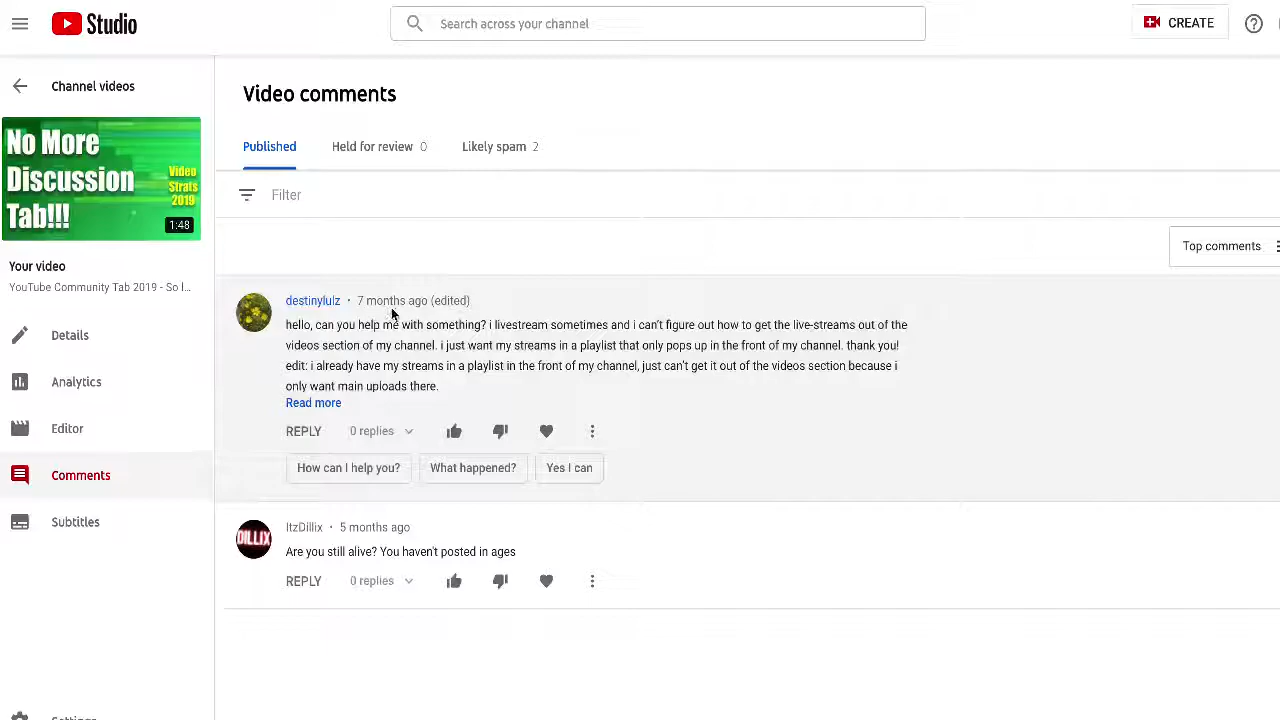 Studio
Search across your channel
CREATE
Channel videos
No More
Discussion
Tab!!!
Video
Strats
2019
1:48
Your video
YouTube Community Tab 2019 - So I...
Details
Analytics
Editor
Comments
Subtitles
Settings
Video comments
Published
Held for review 0
Likely spam 2
Filter
Top comments
destinylulz · 7 months ago (edited)
hello, can you help me with something? i livestream sometimes and i can't figure out how to get the live-streams out of the
videos section of my channel. i just want my streams in a playlist that only pops up in the front of my channel. thank you!
edit: i already have my streams in a playlist in the front of my channel, just can't get it out of the videos section because i
only want main uploads there.
Read more
REPLY 0 replies
How can I help you? What happened? Yes I can
ItzDillix · 5 months ago
DILLIX
Are you still alive? You haven't posted in ages
REPLY 0 replies